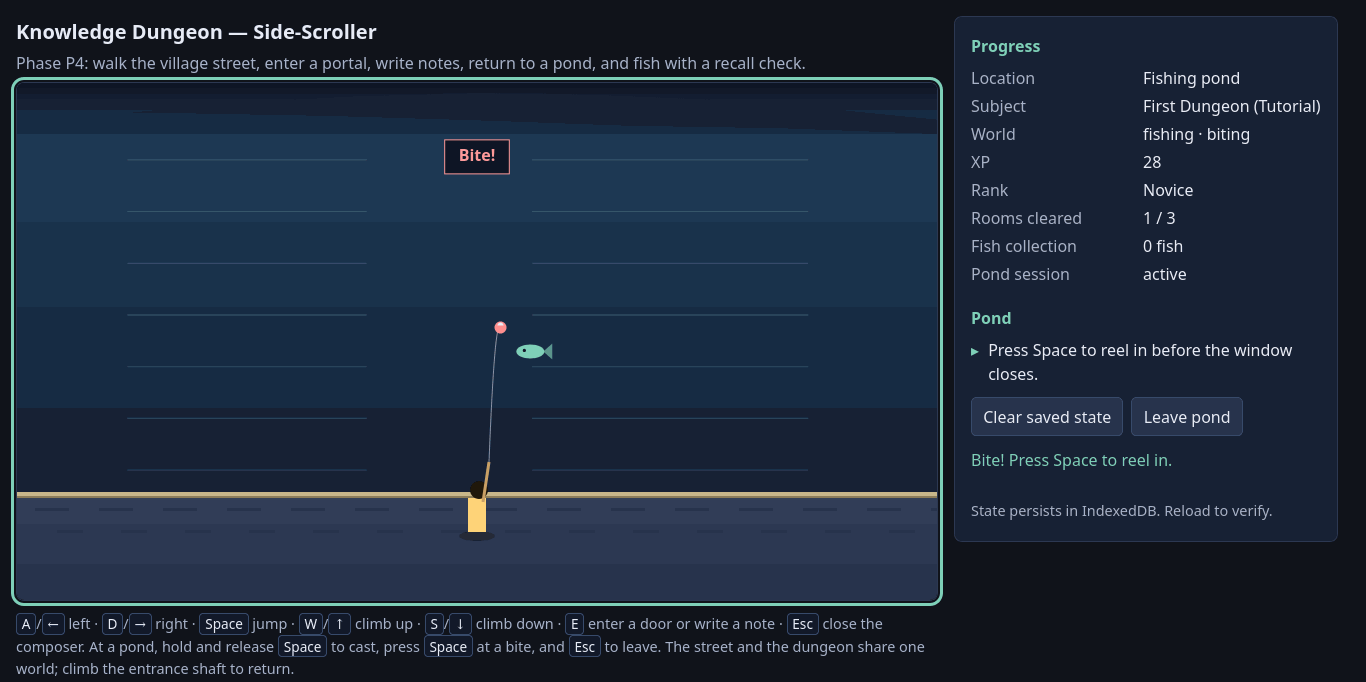 Knowledge Dungeon — Side-Scroller
Phase P4: walk the village street, enter a portal, write notes, return to a pond, and fish with a recall check.
Bite!
A/← left · D/→ right · Space jump · W/↑ climb up · S/↓ climb down · E enter a door or write a note · Esc close the
composer. At a pond, hold and release Space to cast, press Space at a bite, and Esc to leave. The street and the dungeon share one
world; climb the entrance shaft to return.
Progress
Location Fishing pond
Subject First Dungeon (Tutorial)
World fishing · biting
XP 28
Rank Novice
Rooms cleared 1 / 3
Fish collection 0 fish
Pond session active
Pond
▸ Press Space to reel in before the window
closes.
Clear saved state Leave pond
Bite! Press Space to reel in.
State persists in IndexedDB. Reload to verify.